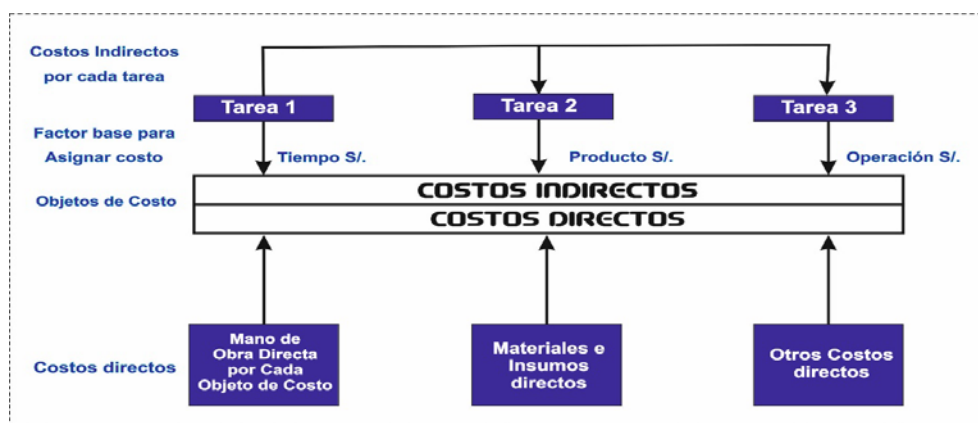 Costos Indirectos
por cada tarea
Tarea 1
Tarea 2
Tarea 3
Factor base para
Asignar costo
Tiempo S/.
Producto S/.
Operación S/.
Objetos de Costo
COSTOS INDIRECTOS
COSTOS DIRECTOS
Costos directos
Mano de
Obra Directa
por Cada
Objeto de Costo
Materiales e
Insumos
directos
Otros Costos
directos